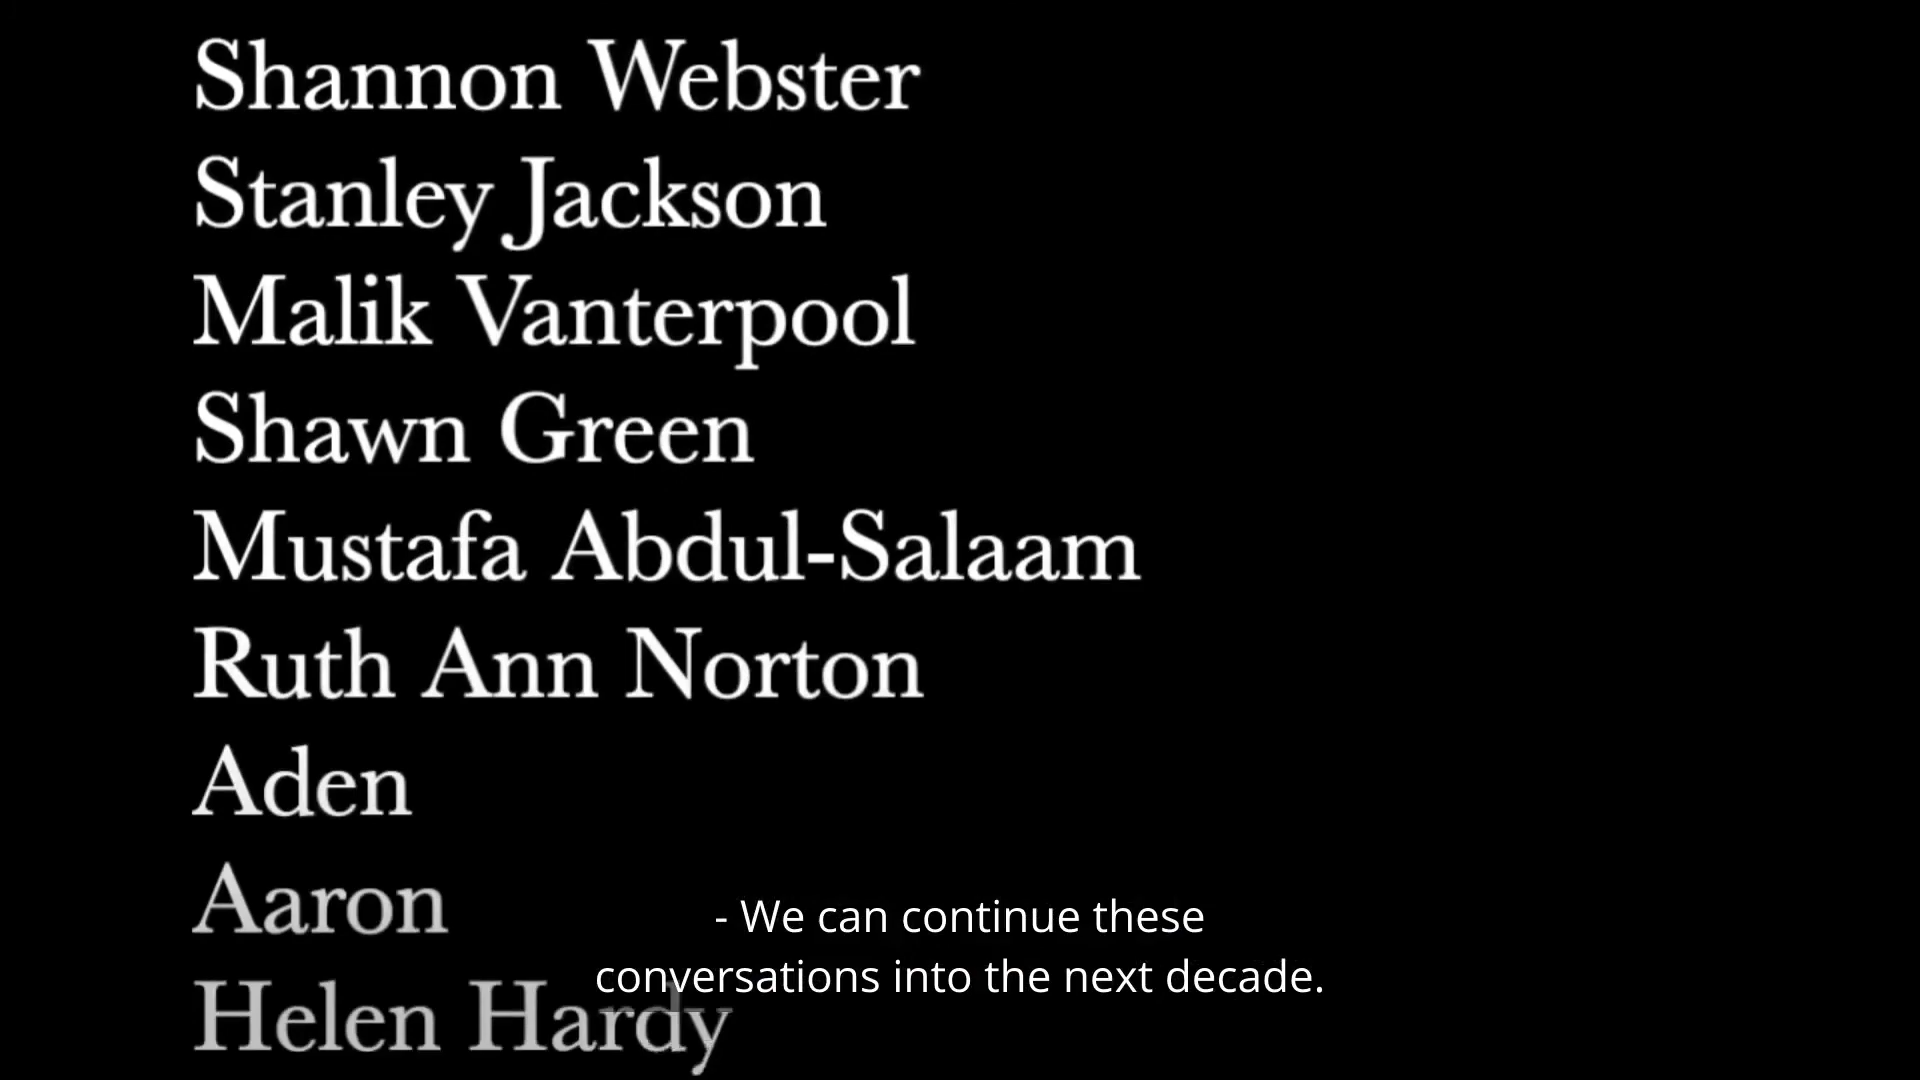 Shannon Webster
Stanley Jackson
Malik Vanterpool
Shawn Green
Mustafa Abdul-Salaam
Ruth Ann Norton
Aden
Aaron
Helen Hardy
- We can continue these
conversations into the next decade.